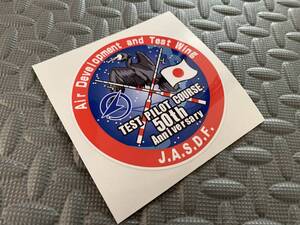 Air Development and Test Wing
TEST PILOT COURSE
50th
Anniversary
J.A.S.D.F.